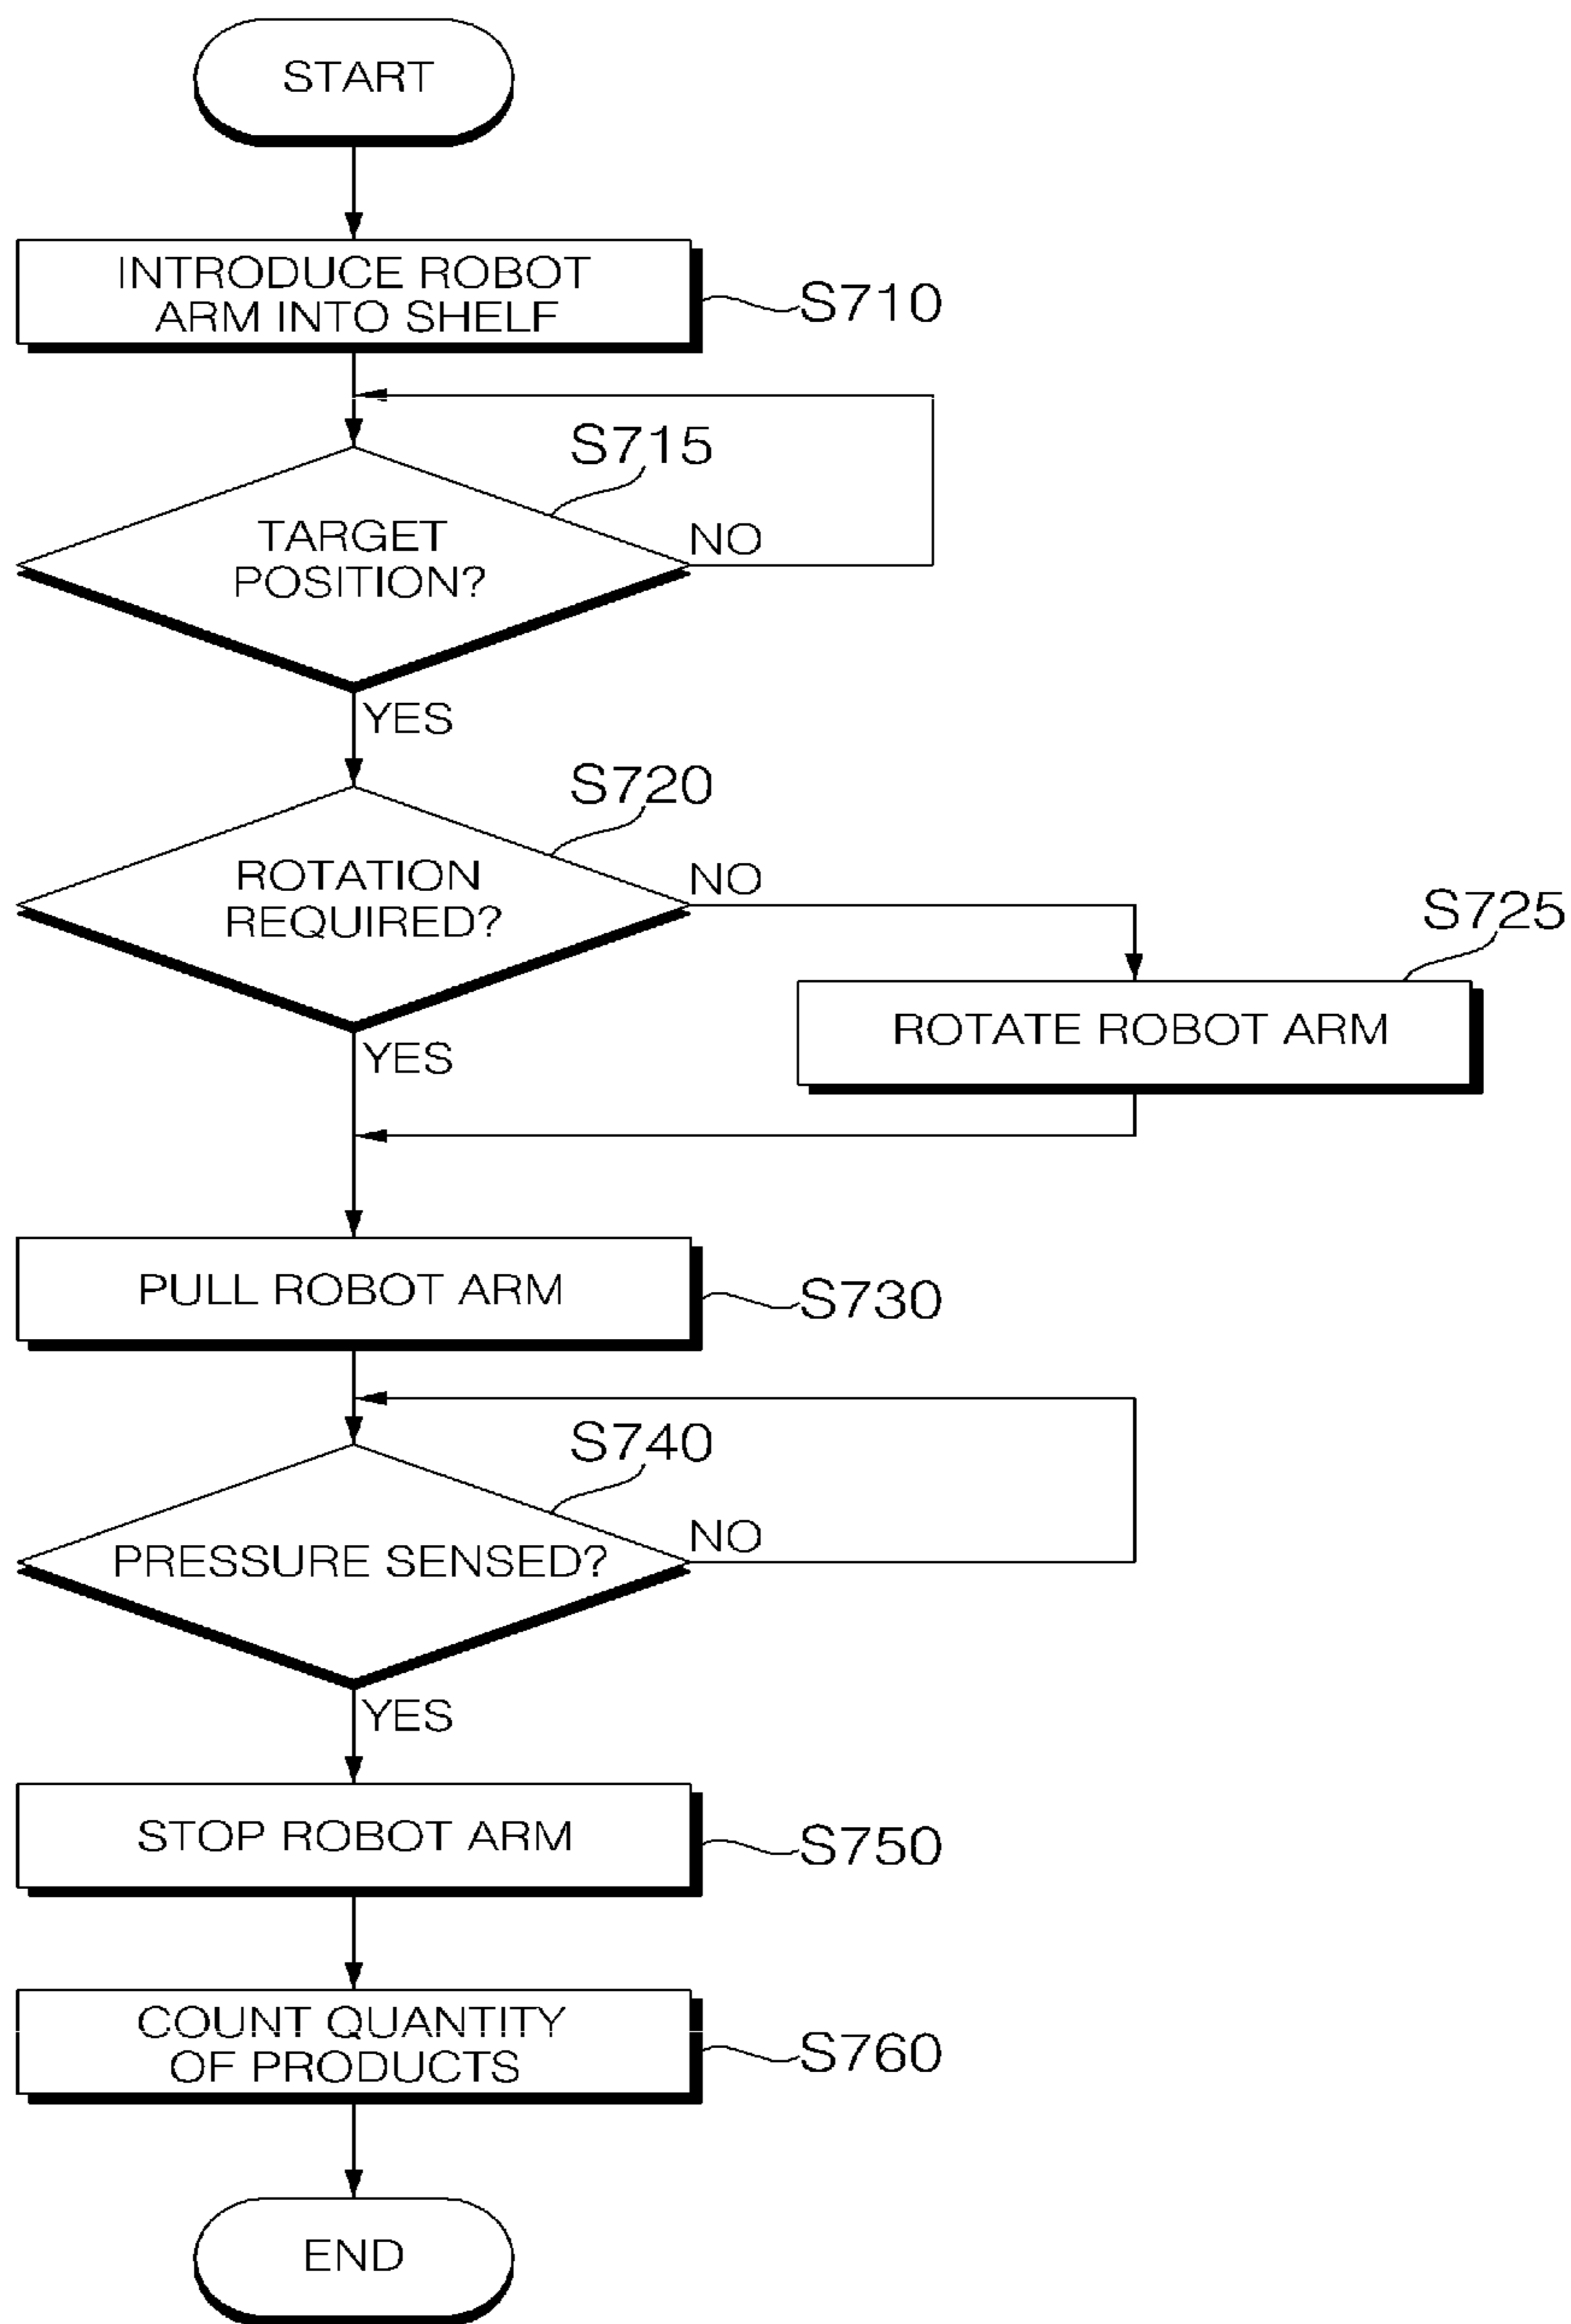 START
INTRODUCE ROBOT
ARM INTO SHELF
S710
S715
TARGET
POSITION?
NO
YES
S720
ROTATION
REQUIRED?
NO
S725
ROTATE ROBOT ARM
YES
PULL ROBOT ARM
S730
S740
PRESSURE SENSED?
NO
YES
STOP ROBOT ARM
S750
COUNT QUANTITY
OF PRODUCTS
S760
END